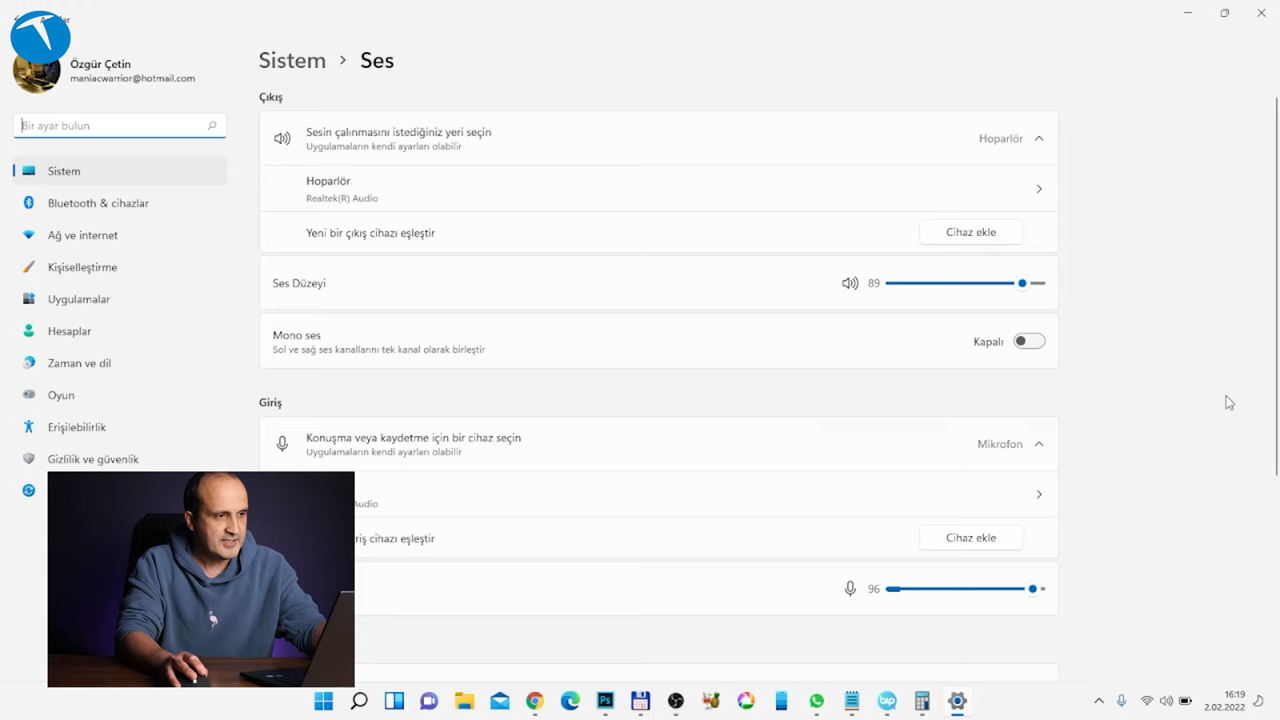 Özgür Çetin
maniacwarrior@hotmail.com
Bir ayar bulun
Sistem
Bluetooth & cihazlar
Ağ ve internet
Kişiselleştirme
Uygulamalar
Hesaplar
Zaman ve dil
Oyun
Erişilebilirlik
Gizlilik ve güvenlik
Sistem > Ses
Çıkış
Sesin çalınmasını istediğiniz yeri seçin
Uygulamaların kendi ayarları olabilir
Hoparlör
Hoparlör
Realtek(R) Audio
Yeni bir çıkış cihazı eşleştir
Cihaz ekle
Ses Düzeyi
89
Mono ses
Sol ve sağ ses kanallarını tek kanal olarak birleştir
Kapalı
Giriş
Konuşma veya kaydetme için bir cihaz seçin
Uygulamaların kendi ayarları olabilir
Mikrofon
Audio
riş cihazı eşleştir
Cihaz ekle
96
Ps
bip
16:19
2.02.2022